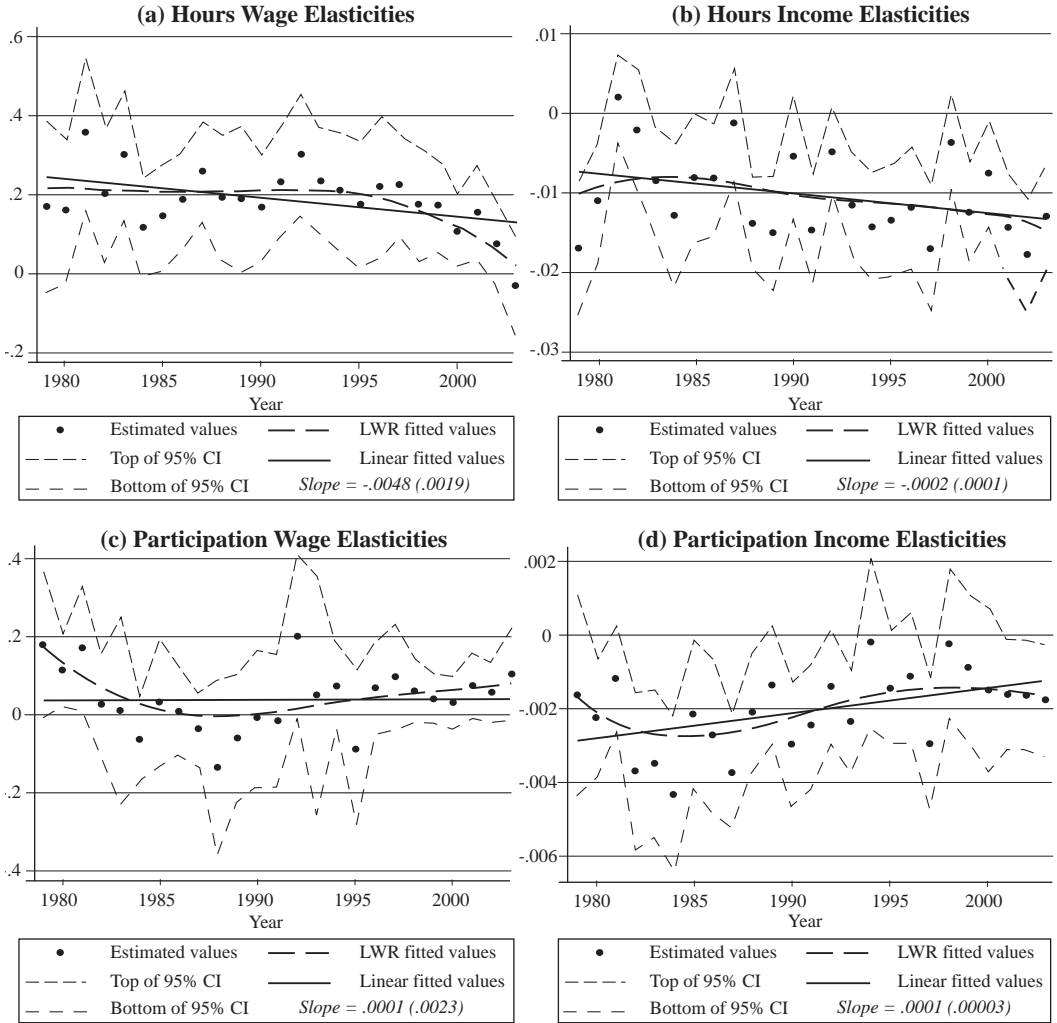 (a) Hours Wage Elasticities
.6
.4
.2
0
-.2
1980 1985 1990 1995 2000
Year
Estimated values LWR fitted values
Top of 95% CI Linear fitted values
Bottom of 95% CI Slope = -.0048 (.0019)
(b) Hours Income Elasticities
.01
0
-.01
-.02
-.03
1980 1985 1990 1995 2000
Year
Estimated values LWR fitted values
Top of 95% CI Linear fitted values
Bottom of 95% CI Slope = -.0002 (.0001)
(c) Participation Wage Elasticities
.4
.2
0
-.2
-.4
1980 1985 1990 1995 2000
Year
Estimated values LWR fitted values
Top of 95% CI Linear fitted values
Bottom of 95% CI Slope = .0001 (.0023)
(d) Participation Income Elasticities
.002
0
-.002
-.004
-.006
1980 1985 1990 1995 2000
Year
Estimated values LWR fitted values
Top of 95% CI Linear fitted values
Bottom of 95% CI Slope = .0001 (.00003)